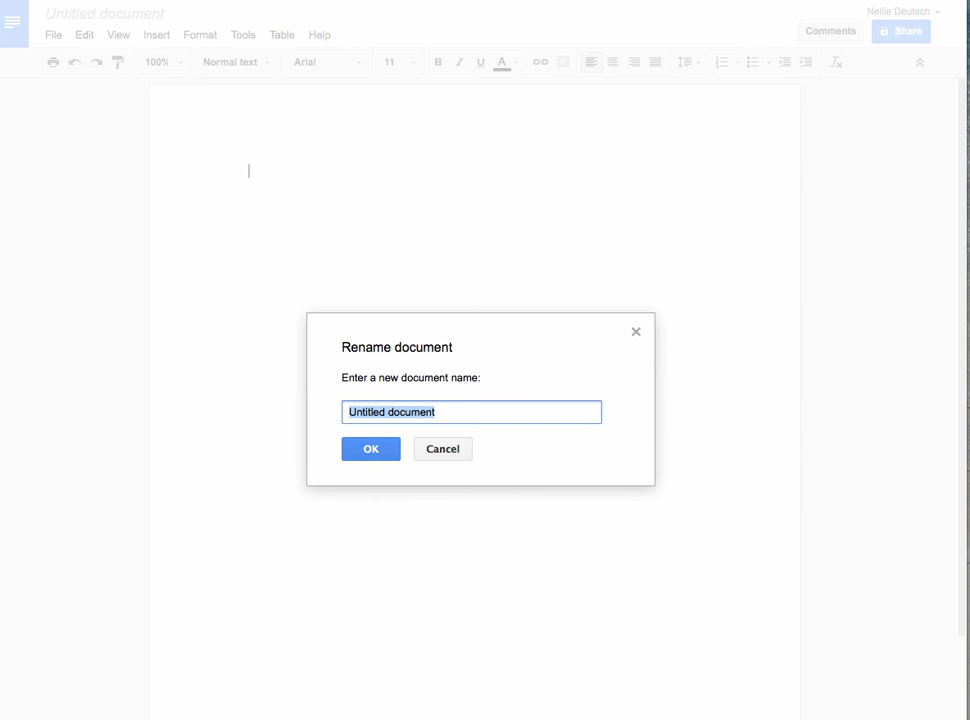 Untitled document
Nellie Deutsch
File Edit View Insert Format Tools Table Help
Comments
Share
100% Normal text Arial 11 B I U A
Rename document
Enter a new document name:
Untitled document
OK Cancel